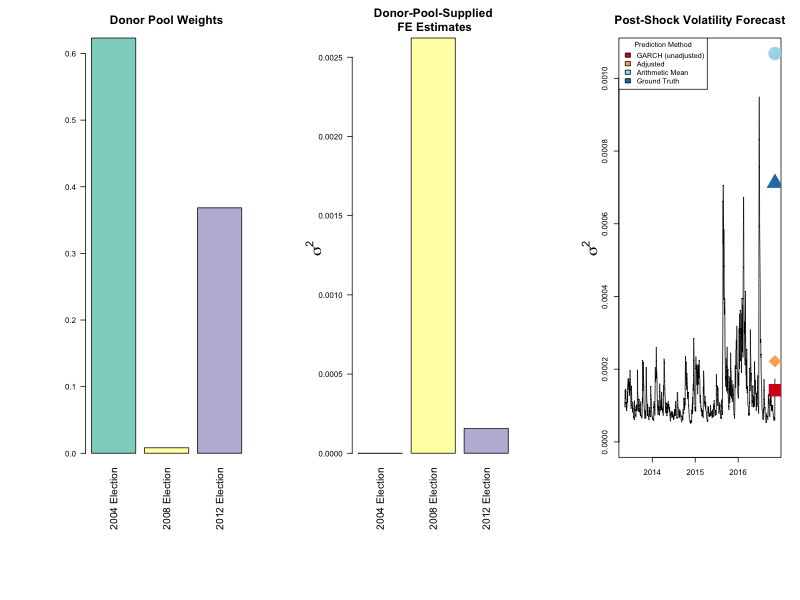 Donor Pool Weights
0.6
0.5
0.4
0.3
0.2
0.1
0.0
2004 Election
2008 Election
2012 Election
Donor-Pool-Supplied
FE Estimates
σ²
0.0025
0.0020
0.0015
0.0010
0.0005
0.0000
2004 Election
2008 Election
2012 Election
Post-Shock Volatility Forecast
Prediction Method
GARCH (unadjusted)
Adjusted
Arithmetic Mean
Ground Truth
σ²
0.0010
0.0008
0.0006
0.0004
0.0002
0.0000
2014
2015
2016